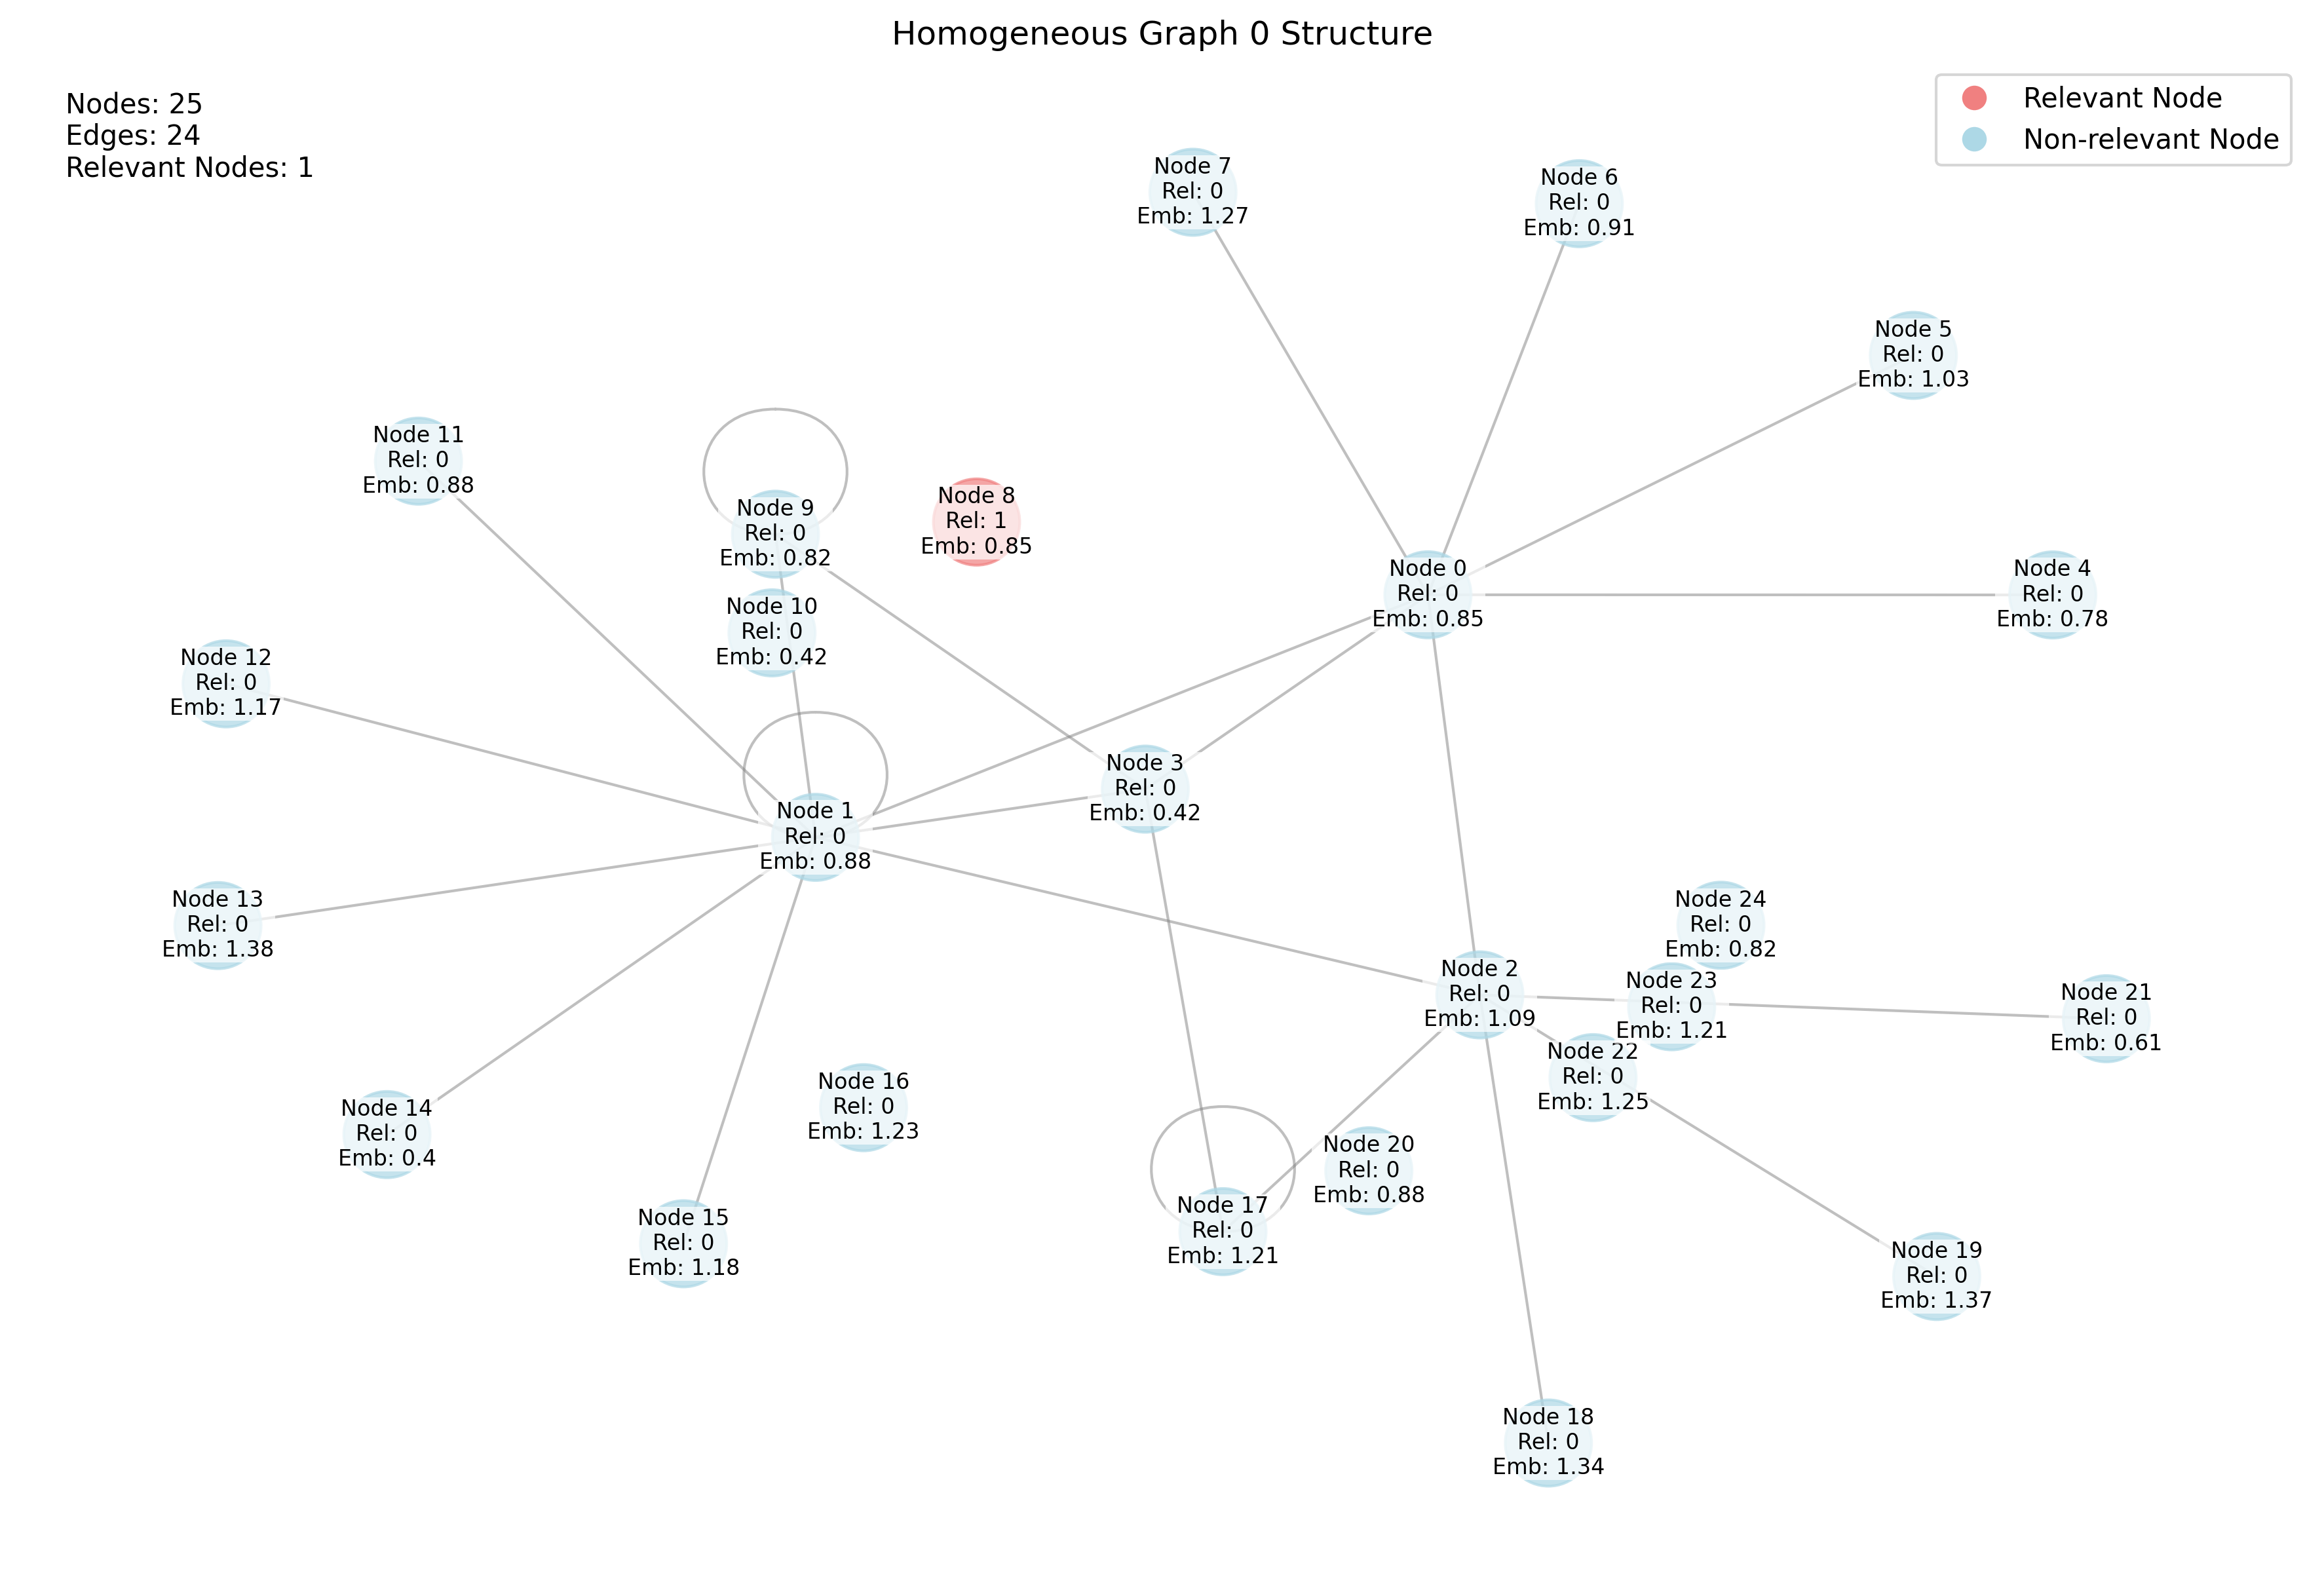 Homogeneous Graph 0 Structure
Nodes: 25
Edges: 24
Relevant Nodes: 1
Relevant Node
Non-relevant Node
Node 7
Rel: 0
Emb: 1.27
Node 6
Rel: 0
Emb: 0.91
Node 5
Rel: 0
Emb: 1.03
Node 11
Rel: 0
Emb: 0.88
Node 9
Rel: 0
Emb: 0.82
Node 8
Rel: 1
Emb: 0.85
Node 0
Rel: 0
Emb: 0.85
Node 4
Rel: 0
Emb: 0.78
Node 10
Rel: 0
Emb: 0.42
Node 12
Rel: 0
Emb: 1.17
Node 3
Rel: 0
Emb: 0.42
Node 1
Rel: 0
Emb: 0.88
Node 13
Rel: 0
Emb: 1.38
Node 24
Rel: 0
Emb: 0.82
Node 2
Rel: 0
Emb: 1.09
Node 23
Rel: 0
Emb: 1.21
Node 21
Rel: 0
Emb: 0.61
Node 22
Rel: 0
Emb: 1.25
Node 16
Rel: 0
Emb: 1.23
Node 14
Rel: 0
Emb: 0.4
Node 20
Rel: 0
Emb: 0.88
Node 17
Rel: 0
Emb: 1.21
Node 15
Rel: 0
Emb: 1.18
Node 19
Rel: 0
Emb: 1.37
Node 18
Rel: 0
Emb: 1.34